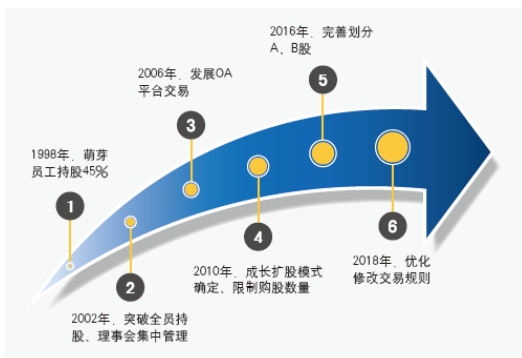 1998年，萌芽
员工持股45%
1
2002年，突破全员持
股、理事会集中管理
2
2006年，发展OA
平台交易
3
2010年，成长扩股模式
确定、限制购股数量
4
2016年，完善划分
A、B股
5
2018年，优化
修改交易规则
6